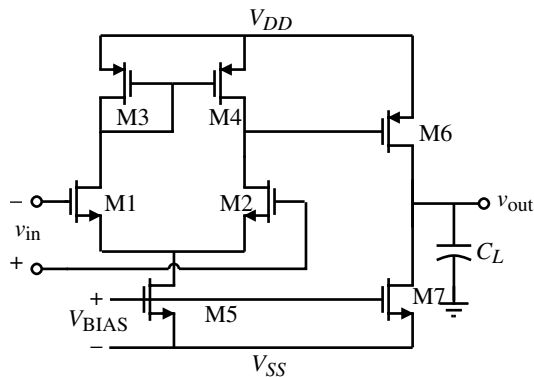 V_DD
M3
M4
M6
−
M1
M2
v_out
v_in
+
C_L
+
M5
M7
V_BIAS
−
V_SS